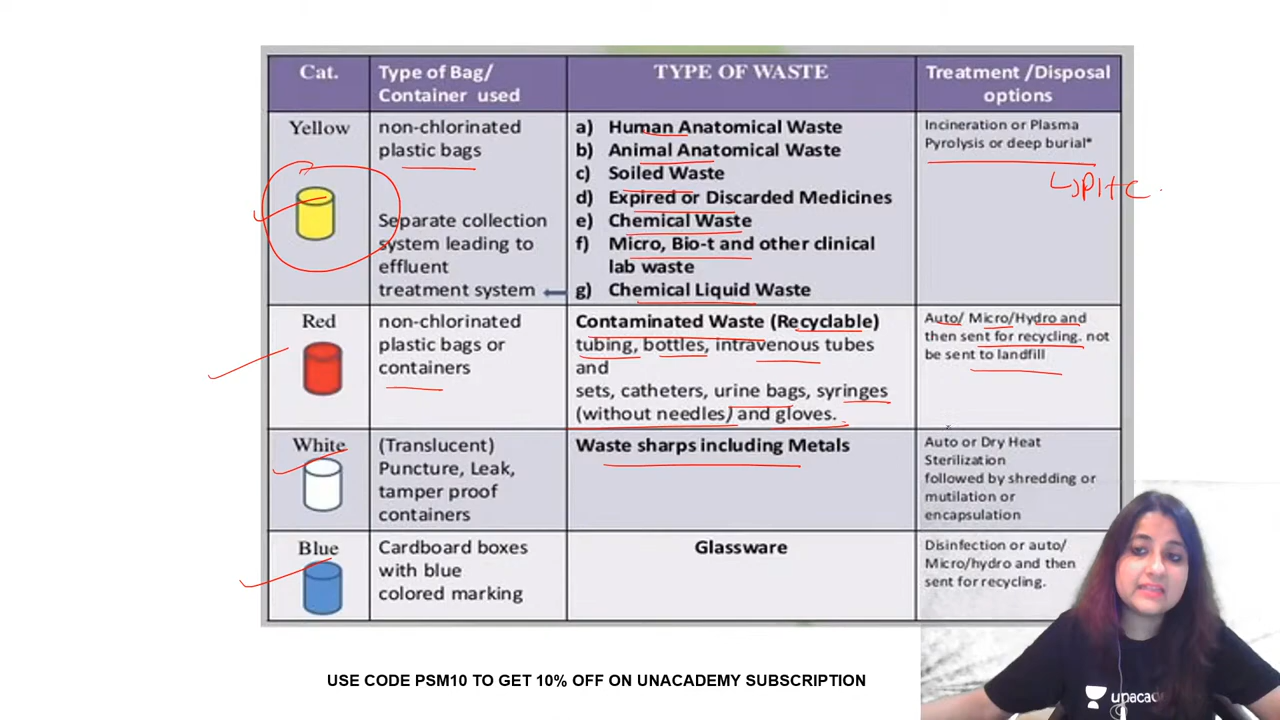 Cat.
Type of Bag/
Container used
TYPE OF WASTE
Treatment /Disposal
options
Yellow
non-chlorinated
plastic bags
Separate collection
system leading to
effluent
treatment system
a) Human Anatomical Waste
b) Animal Anatomical Waste
c) Soiled Waste
d) Expired or Discarded Medicines
e) Chemical Waste
f) Micro, Bio-t and other clinical
lab waste
g) Chemical Liquid Waste
Incineration or Plasma
Pyrolysis or deep burial*
Red
non-chlorinated
plastic bags or
containers
Contaminated Waste (Recyclable)
tubing, bottles, intravenous tubes
and
sets, catheters, urine bags, syringes
(without needles) and gloves.
Auto/ Micro/Hydro and
then sent for recycling. not
be sent to landfill
White
(Translucent)
Puncture, Leak,
tamper proof
containers
Waste sharps including Metals
Auto or Dry Heat
Sterilization
followed by shredding or
mutilation or
encapsulation
Blue
Cardboard boxes
with blue
colored marking
Glassware
Disinfection or auto/
Micro/hydro and then
sent for recycling.
USE CODE PSM10 TO GET 10% OFF ON UNACADEMY SUBSCRIPTION